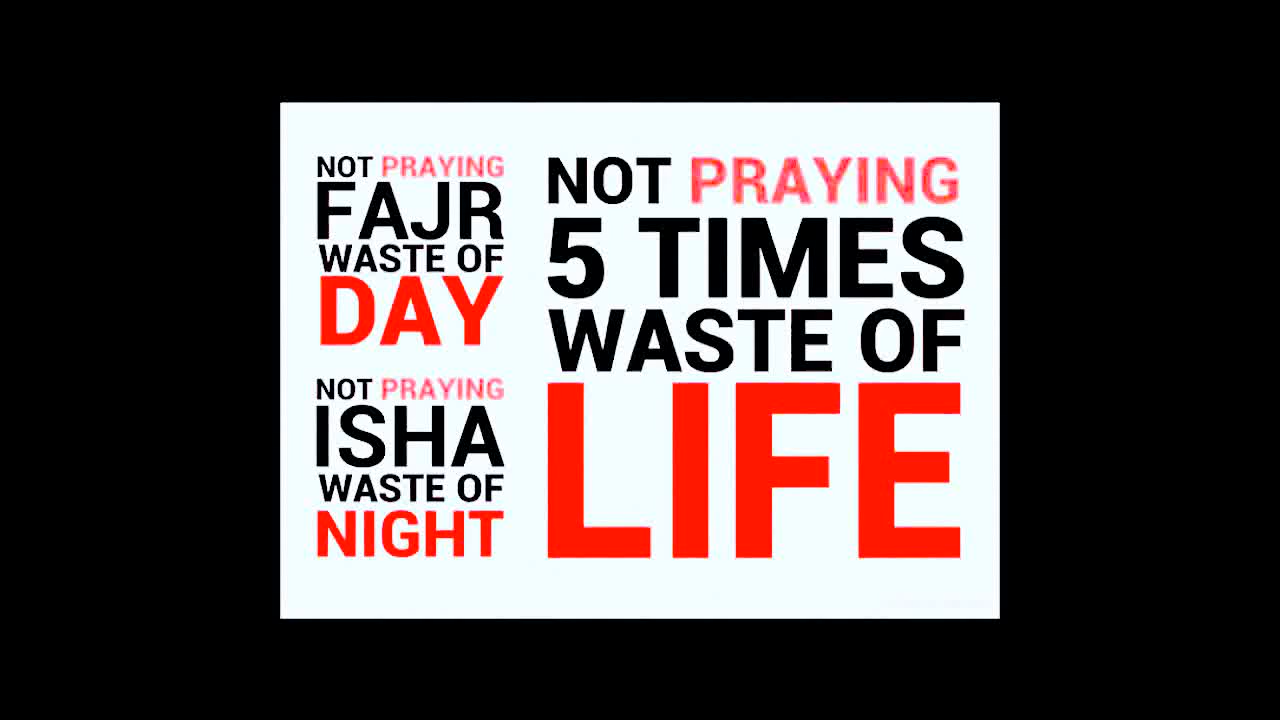 NOT PRAYING
FAJR
WASTE OF
DAY
NOT PRAYING
ISHA
WASTE OF
NIGHT
NOT PRAYING
5 TIMES
WASTE OF
LIFE